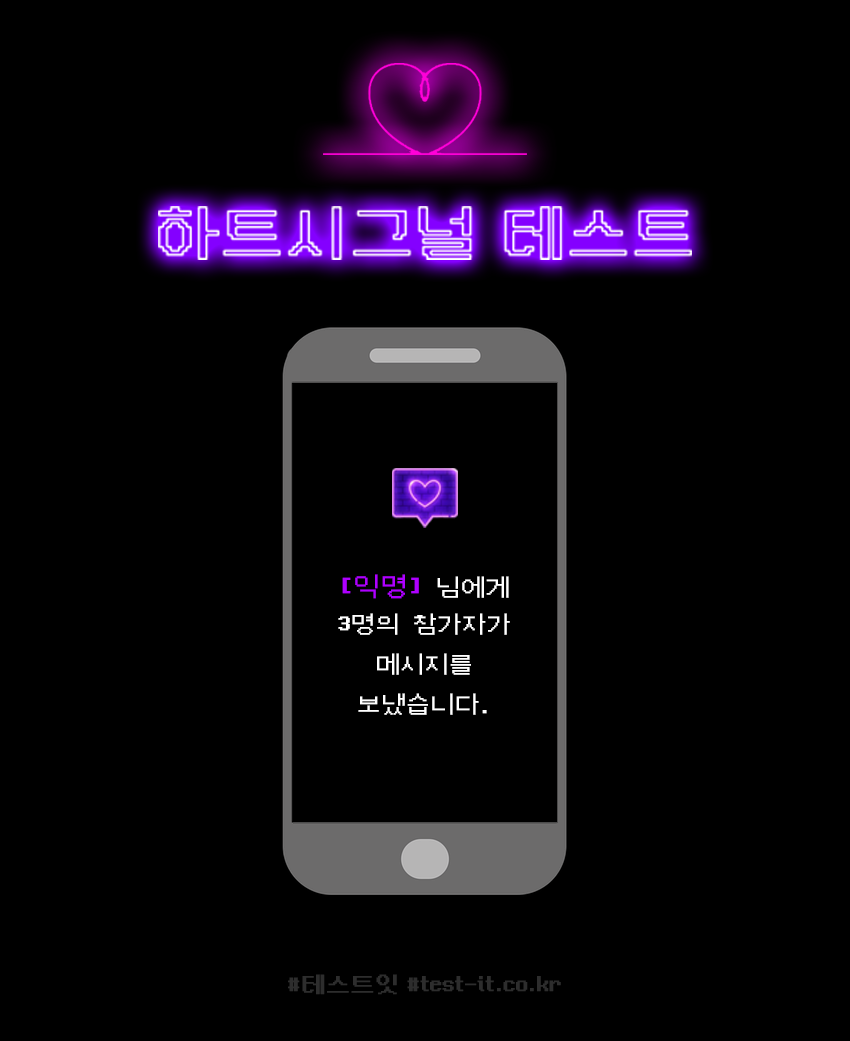 하트시그널 테스트
[익명] 님에게
3명의 참가자가
메시지를
보냈습니다.
#테스트잇 #test-it.co.kr